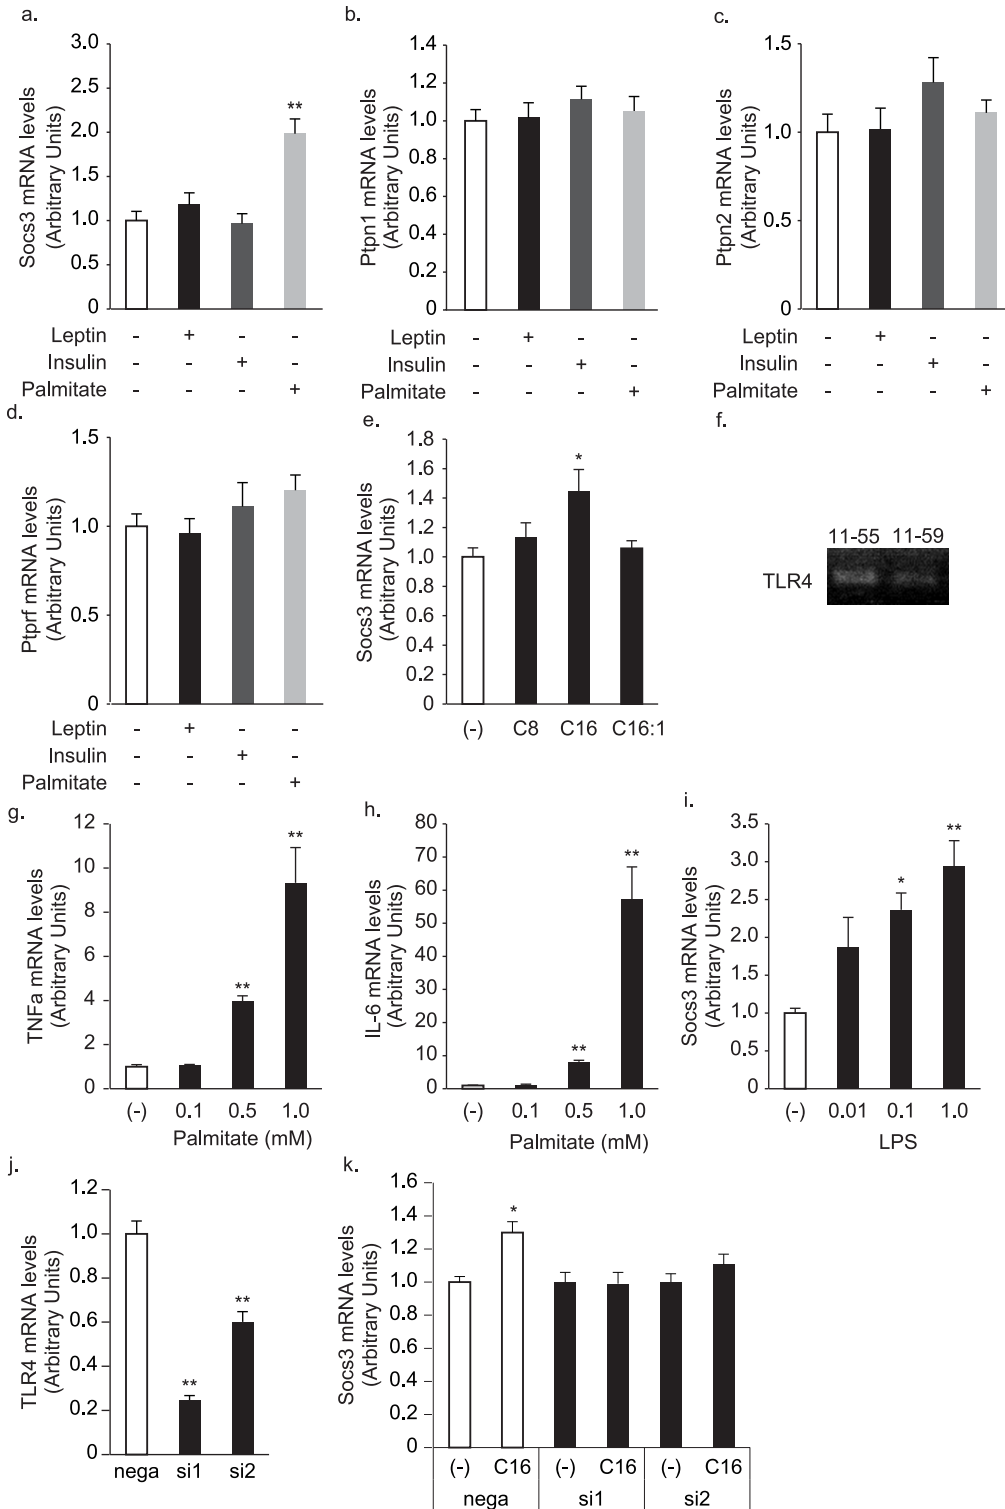 a.
Socs3 mRNA levels
(Arbitrary Units)
3.0
2.0
1.0
0
**
Leptin - + - -
Insulin - - + -
Palmitate - - - +
b.
Ptpn1 mRNA levels
(Arbitrary Units)
1.4
1.2
1.0
0.8
0.6
0.4
0.2
0
- + - -
- - + -
- - - +
c.
Ptpn2 mRNA levels
(Arbitrary Units)
1.5
1.0
0.5
0
Leptin - + - -
Insulin - - + -
Palmitate - - - +
d.
Ptprf mRNA levels
(Arbitrary Units)
1.5
1.0
0.5
0
Leptin - + - -
Insulin - - + -
Palmitate - - - +
e.
Socs3 mRNA levels
(Arbitrary Units)
1.8
1.6
1.4
1.2
1.0
0.8
0.6
0.4
0.2
0
*
(-) C8 C16 C16:1
f.
11-55 11-59
TLR4
g.
TNFa mRNA levels
(Arbitrary Units)
12
10
8
6
4
2
0
** **
(-) 0.1 0.5 1.0
Palmitate (mM)
h.
IL-6 mRNA levels
(Arbitrary Units)
80
70
60
50
40
30
20
10
0
** **
(-) 0.1 0.5 1.0
Palmitate (mM)
i.
Socs3 mRNA levels
(Arbitrary Units)
3.5
3.0
2.5
2.0
1.5
1.0
0.5
0
* **
(-) 0.01 0.1 1.0
LPS
j.
TLR4 mRNA levels
(Arbitrary Units)
1.2
1.0
0.8
0.6
0.4
0.2
0
** **
nega si1 si2
k.
Socs3 mRNA levels
(Arbitrary Units)
1.6
1.4
1.2
1.0
0.8
0.6
0.4
0.2
0
*
(-) C16 (-) C16 (-) C16
nega si1 si2